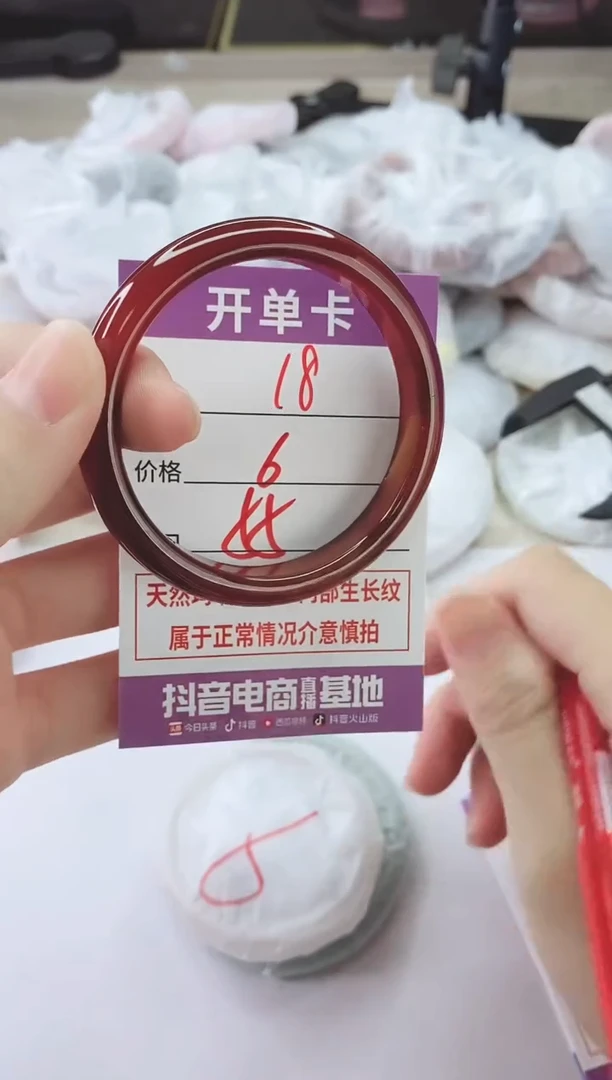 开单卡
18
价格 6
天然 部生长纹
属于正常情况介意慎拍
抖音电商直播基地
今日头条 抖音 西瓜视频 抖音火山版